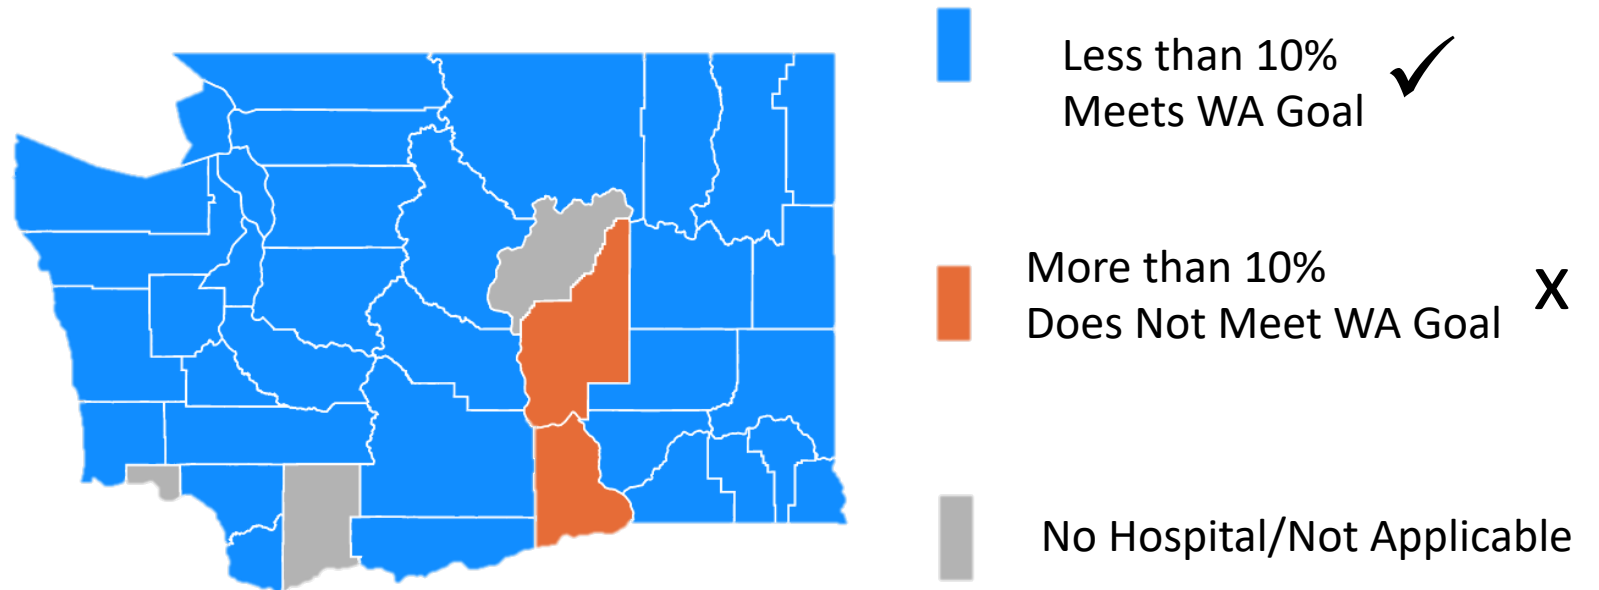 Less than 10%
Meets WA Goal ✓
More than 10%
Does Not Meet WA Goal X
No Hospital/Not Applicable